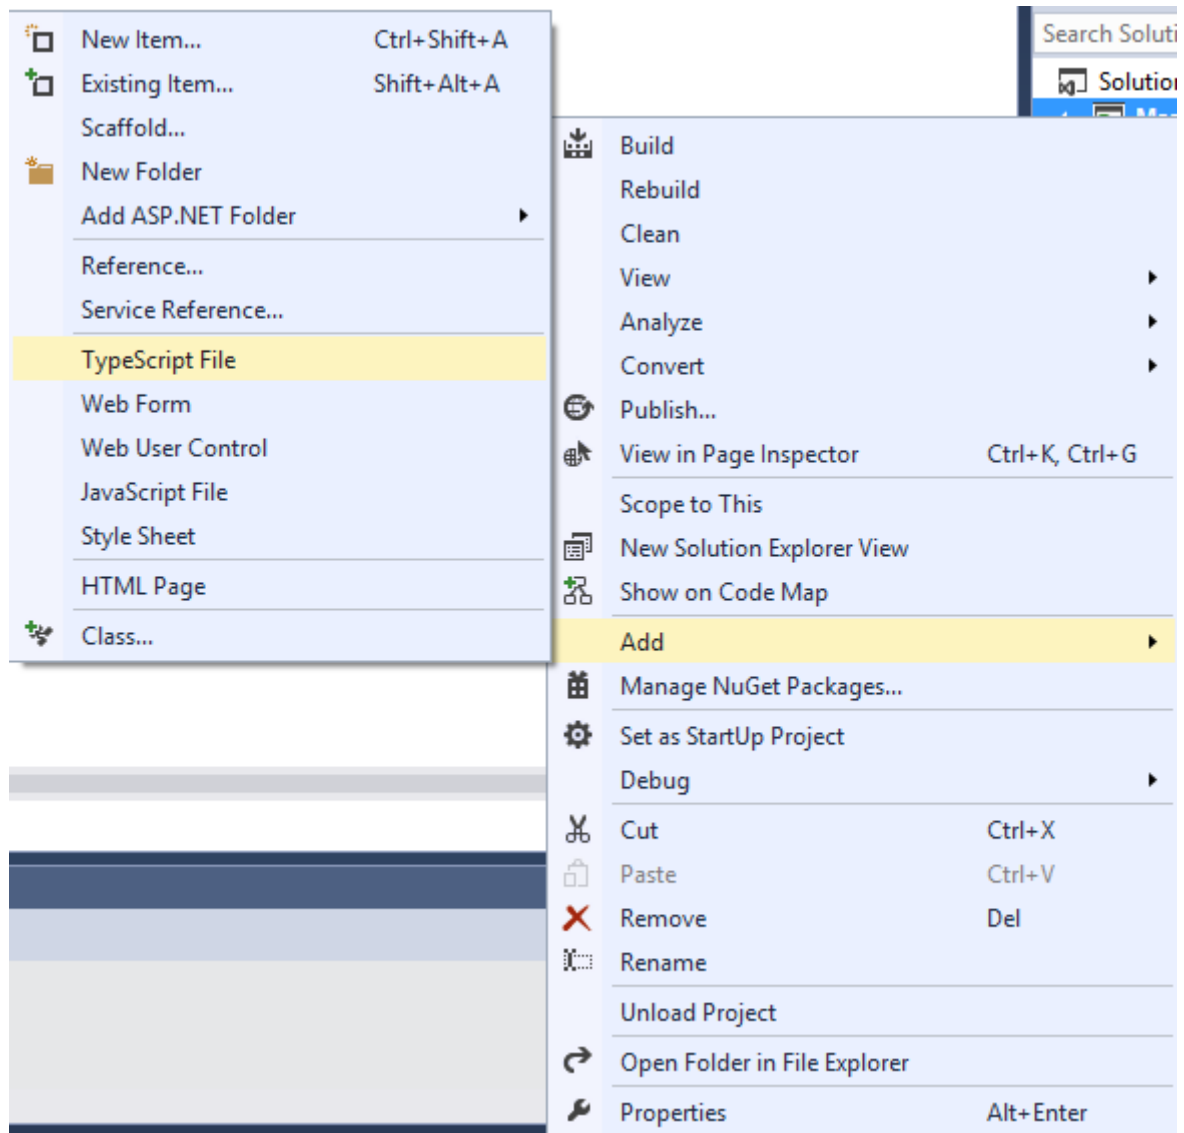 New Item... Ctrl+Shift+A
Existing Item... Shift+Alt+A
Scaffold...
New Folder
Add ASP.NET Folder
Reference...
Service Reference...
TypeScript File
Web Form
Web User Control
JavaScript File
Style Sheet
HTML Page
Class...
Search Soluti
Solution
Build
Rebuild
Clean
View
Analyze
Convert
Publish...
View in Page Inspector Ctrl+K, Ctrl+G
Scope to This
New Solution Explorer View
Show on Code Map
Add
Manage NuGet Packages...
Set as StartUp Project
Debug
Cut Ctrl+X
Paste Ctrl+V
Remove Del
Rename
Unload Project
Open Folder in File Explorer
Properties Alt+Enter